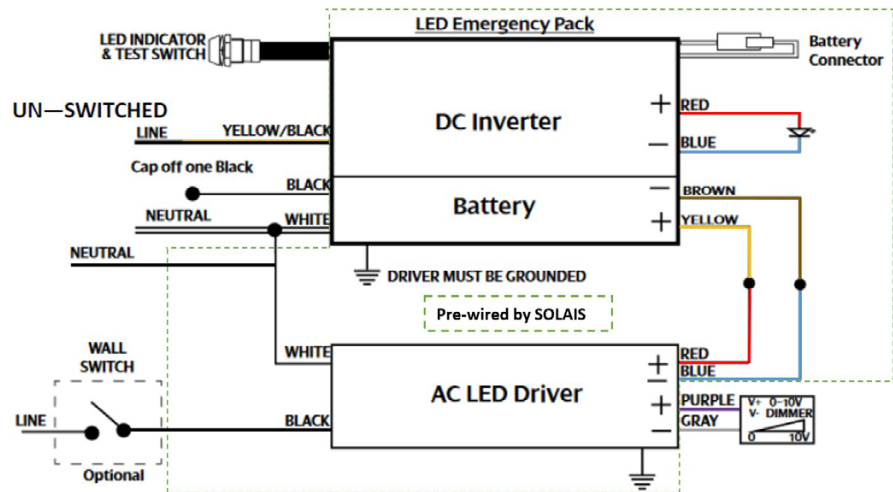 LED Emergency Pack
LED INDICATOR
& TEST SWITCH
Battery
Connector
UN—SWITCHED
LINE
YELLOW/BLACK
DC Inverter
+
RED
−
BLUE
Cap off one Black
BLACK
Battery
−
BROWN
NEUTRAL
WHITE
+
YELLOW
NEUTRAL
DRIVER MUST BE GROUNDED
Pre-wired by SOLAIS
WALL
SWITCH
WHITE
AC LED Driver
+
RED
−
BLUE
LINE
BLACK
+
PURPLE
−
GRAY
V+ 0-10V
V- DIMMER
0 10V
Optional